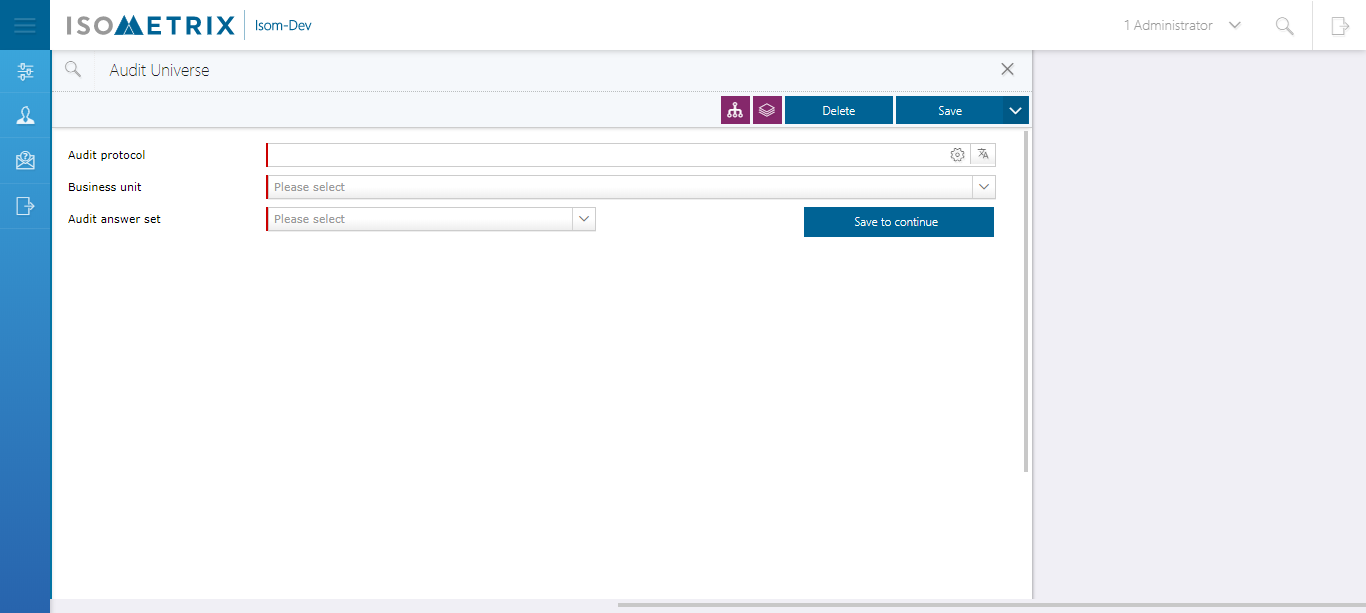 ISOMETRIX Isom-Dev 1 Administrator
Audit Universe
Delete Save
Audit protocol
Business unit Please select
Audit answer set Please select Save to continue